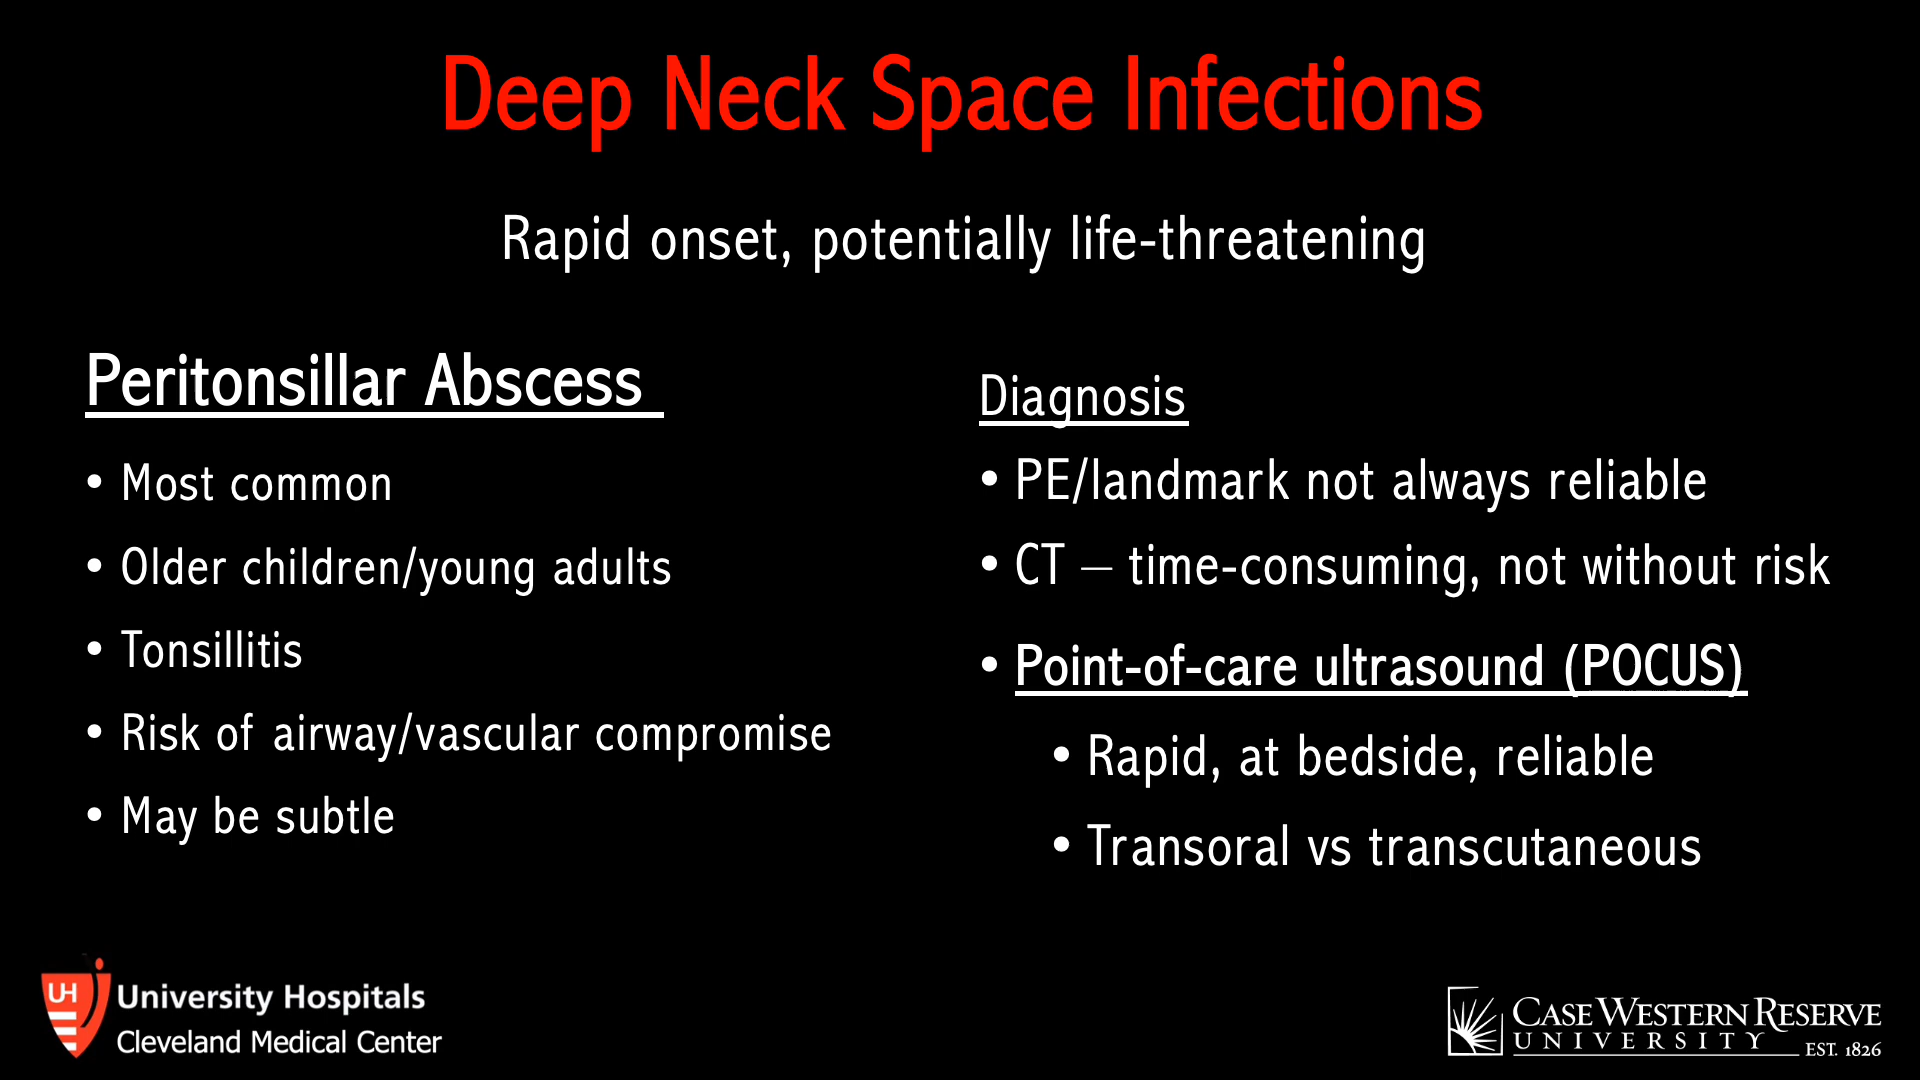 Deep Neck Space Infections
Rapid onset, potentially life-threatening
Peritonsillar Abscess
• Most common
• Older children/young adults
• Tonsillitis
• Risk of airway/vascular compromise
• May be subtle
Diagnosis
• PE/landmark not always reliable
• CT – time-consuming, not without risk
• Point-of-care ultrasound (POCUS)
• Rapid, at bedside, reliable
• Transoral vs transcutaneous
UH
University Hospitals
Cleveland Medical Center
CASE WESTERN RESERVE
UNIVERSITY
EST. 1826